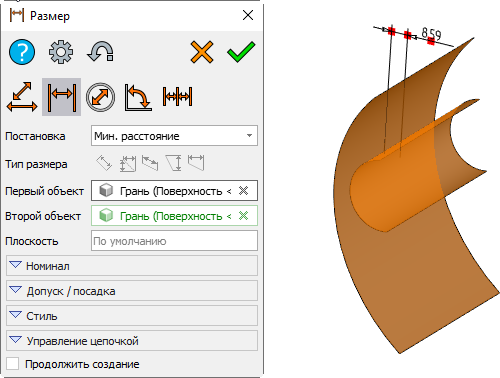 Размер
8.59
Постановка
Мин. расстояние
Тип размера
Первый объект
Грань (Поверхность <
Второй объект
Грань (Поверхность <
Плоскость
По умолчанию
Номинал
Допуск / посадка
Стиль
Управление цепочкой
Продолжить создание